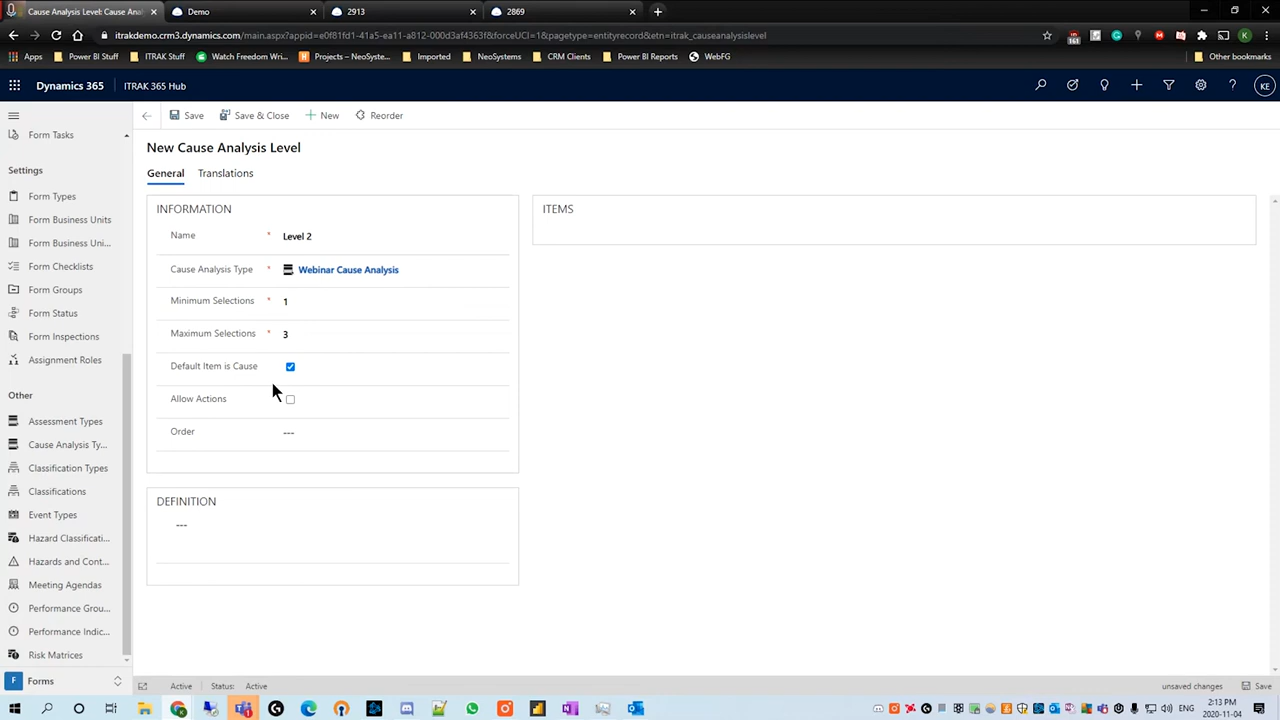 Cause Analysis Level: Cause Anal
Demo
2913
2869
itrakdemo.crm3.dynamics.com/main.aspx?appid=e0f81fd1-41a5-ea11-a812-000d3af4363f&forceUCI=1&pagetype=entityrecord&etn=itrak_causeanalysislevel
161
K
Apps
Power BI Stuff
ITRAK Stuff
Watch Freedom Wri...
Projects – NeoSyste...
Imported
NeoSystems
CRM Clients
Power BI Reports
WebFG
Other bookmarks
Dynamics 365
ITRAK 365 Hub
KE
Save
Save & Close
New
Reorder
Form Tasks
Settings
Form Types
Form Business Units
Form Business Uni...
Form Checklists
Form Groups
Form Status
Form Inspections
Assignment Roles
Other
Assessment Types
Cause Analysis Ty...
Classification Types
Classifications
Event Types
Hazard Classificati...
Hazards and Cont...
Meeting Agendas
Performance Grou...
Performance Indic...
Risk Matrices
F Forms
New Cause Analysis Level
General
Translations
INFORMATION
Name * Level 2
Cause Analysis Type * Webinar Cause Analysis
Minimum Selections * 1
Maximum Selections * 3
Default Item is Cause
Allow Actions
Order ---
DEFINITION
---
ITEMS
Active
Status: Active
unsaved changes
Save
ENG
2:13 PM
2020-11-04